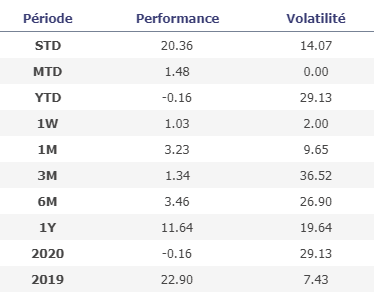 Période Performance Volatilité
STD 20.36 14.07
MTD 1.48 0.00
YTD -0.16 29.13
1W 1.03 2.00
1M 3.23 9.65
3M 1.34 36.52
6M 3.46 26.90
1Y 11.64 19.64
2020 -0.16 29.13
2019 22.90 7.43